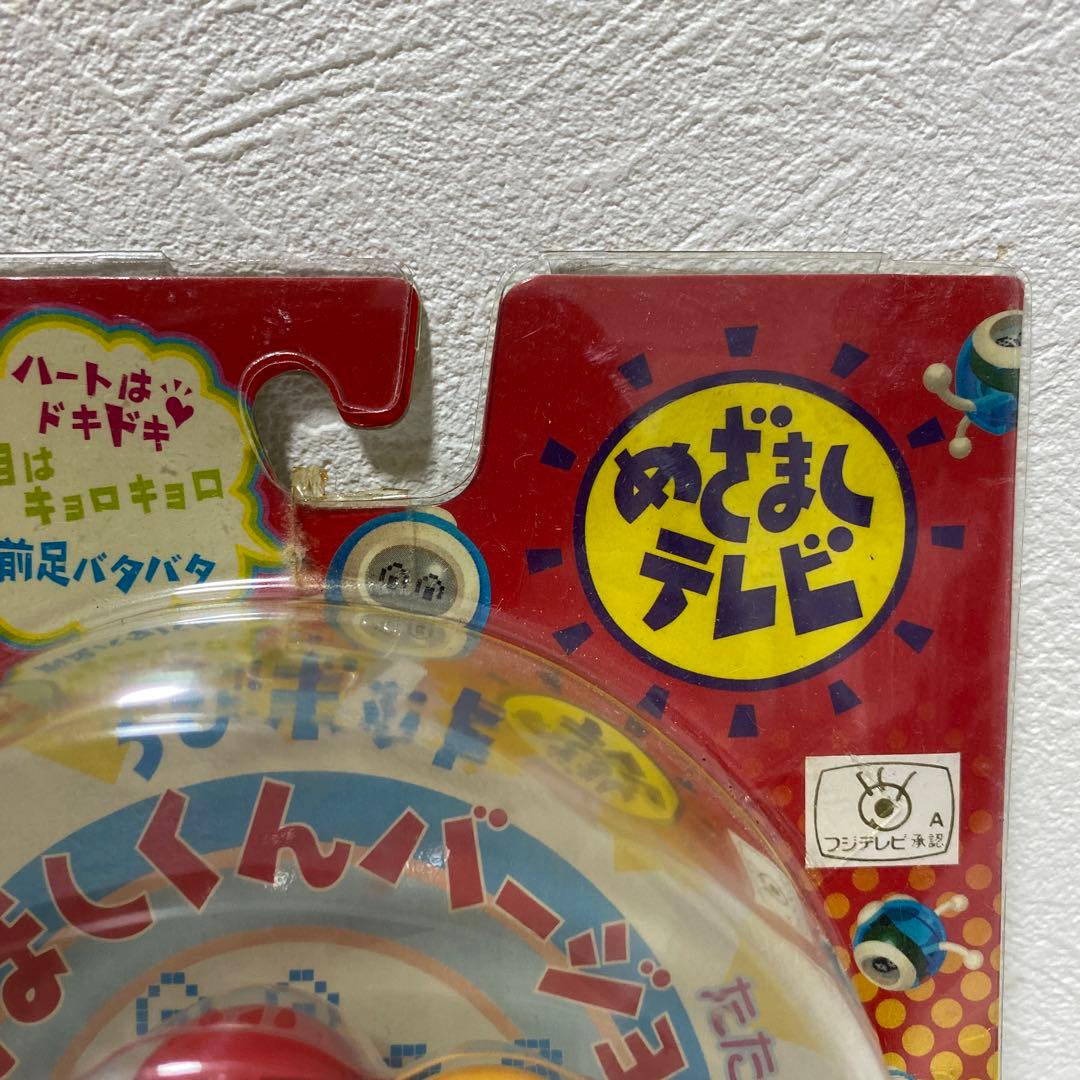 ハートは
ドキドキ
目は
キョロキョロ
前足バタバタ
めざまし
テレビ
ましくんバージョ
A
フジテレビ承認
たた